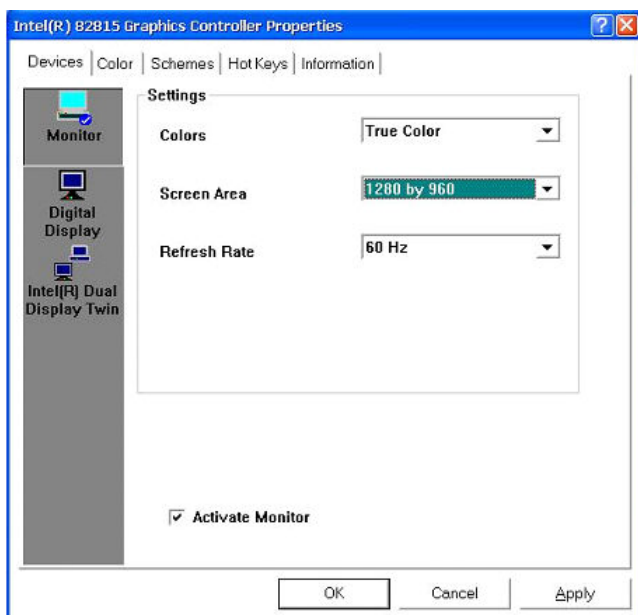 Intel(R) 82815 Graphics Controller Properties
Devices Color Schemes Hot Keys Information
Settings
Monitor
Colors True Color
Screen Area 1280 by 960
Digital
Display
Refresh Rate 60 Hz
Intel(R) Dual
Display Twin
Activate Monitor
OK Cancel Apply